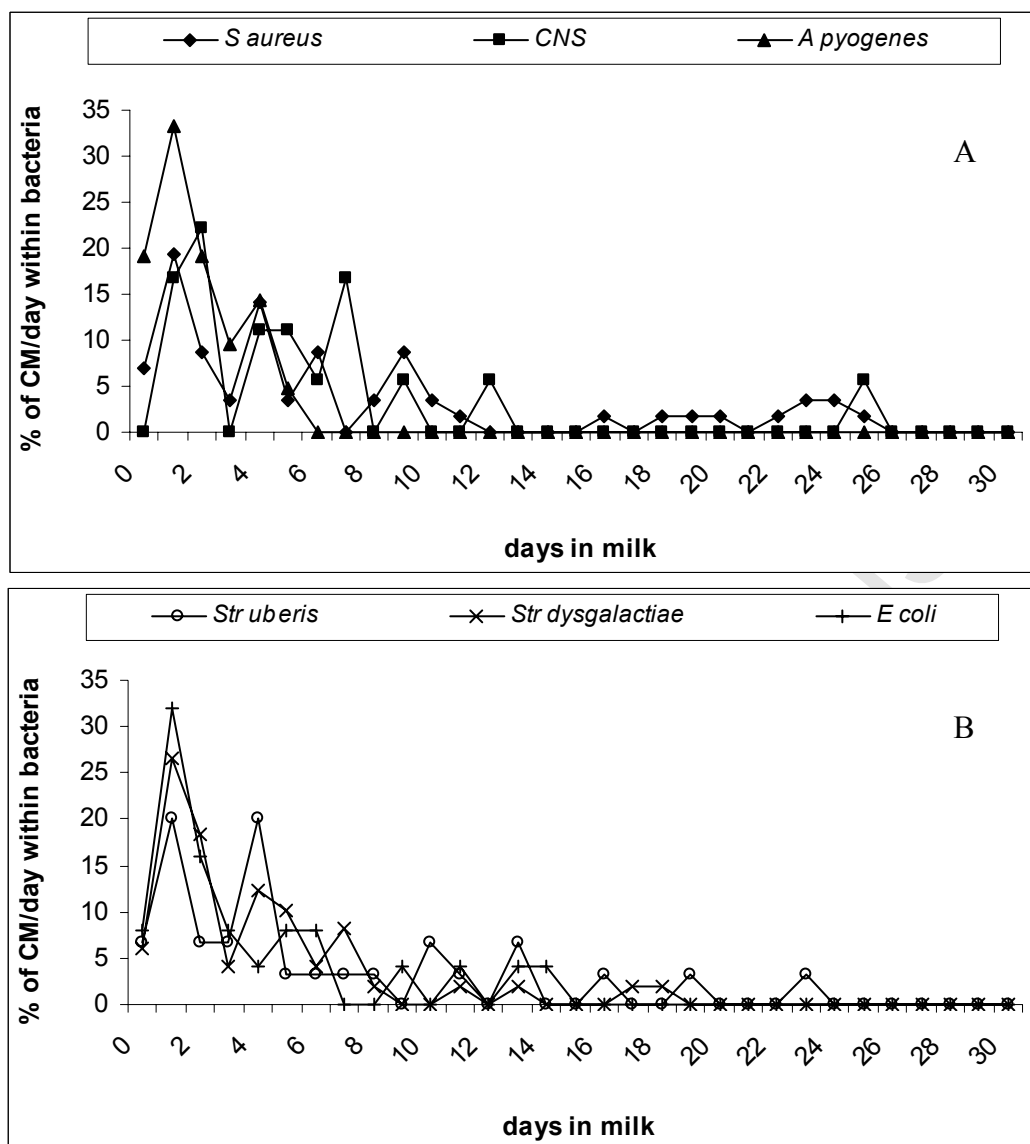 S aureus CNS A pyogenes
A
% of CM/day within bacteria
35
30
25
20
15
10
5
0
0 2 4 6 8 10 12 14 16 18 20 22 24 26 28 30
days in milk
Str uberis Str dysgalactiae E coli
B
% of CM/day within bacteria
35
30
25
20
15
10
5
0
0 2 4 6 8 10 12 14 16 18 20 22 24 26 28 30
days in milk